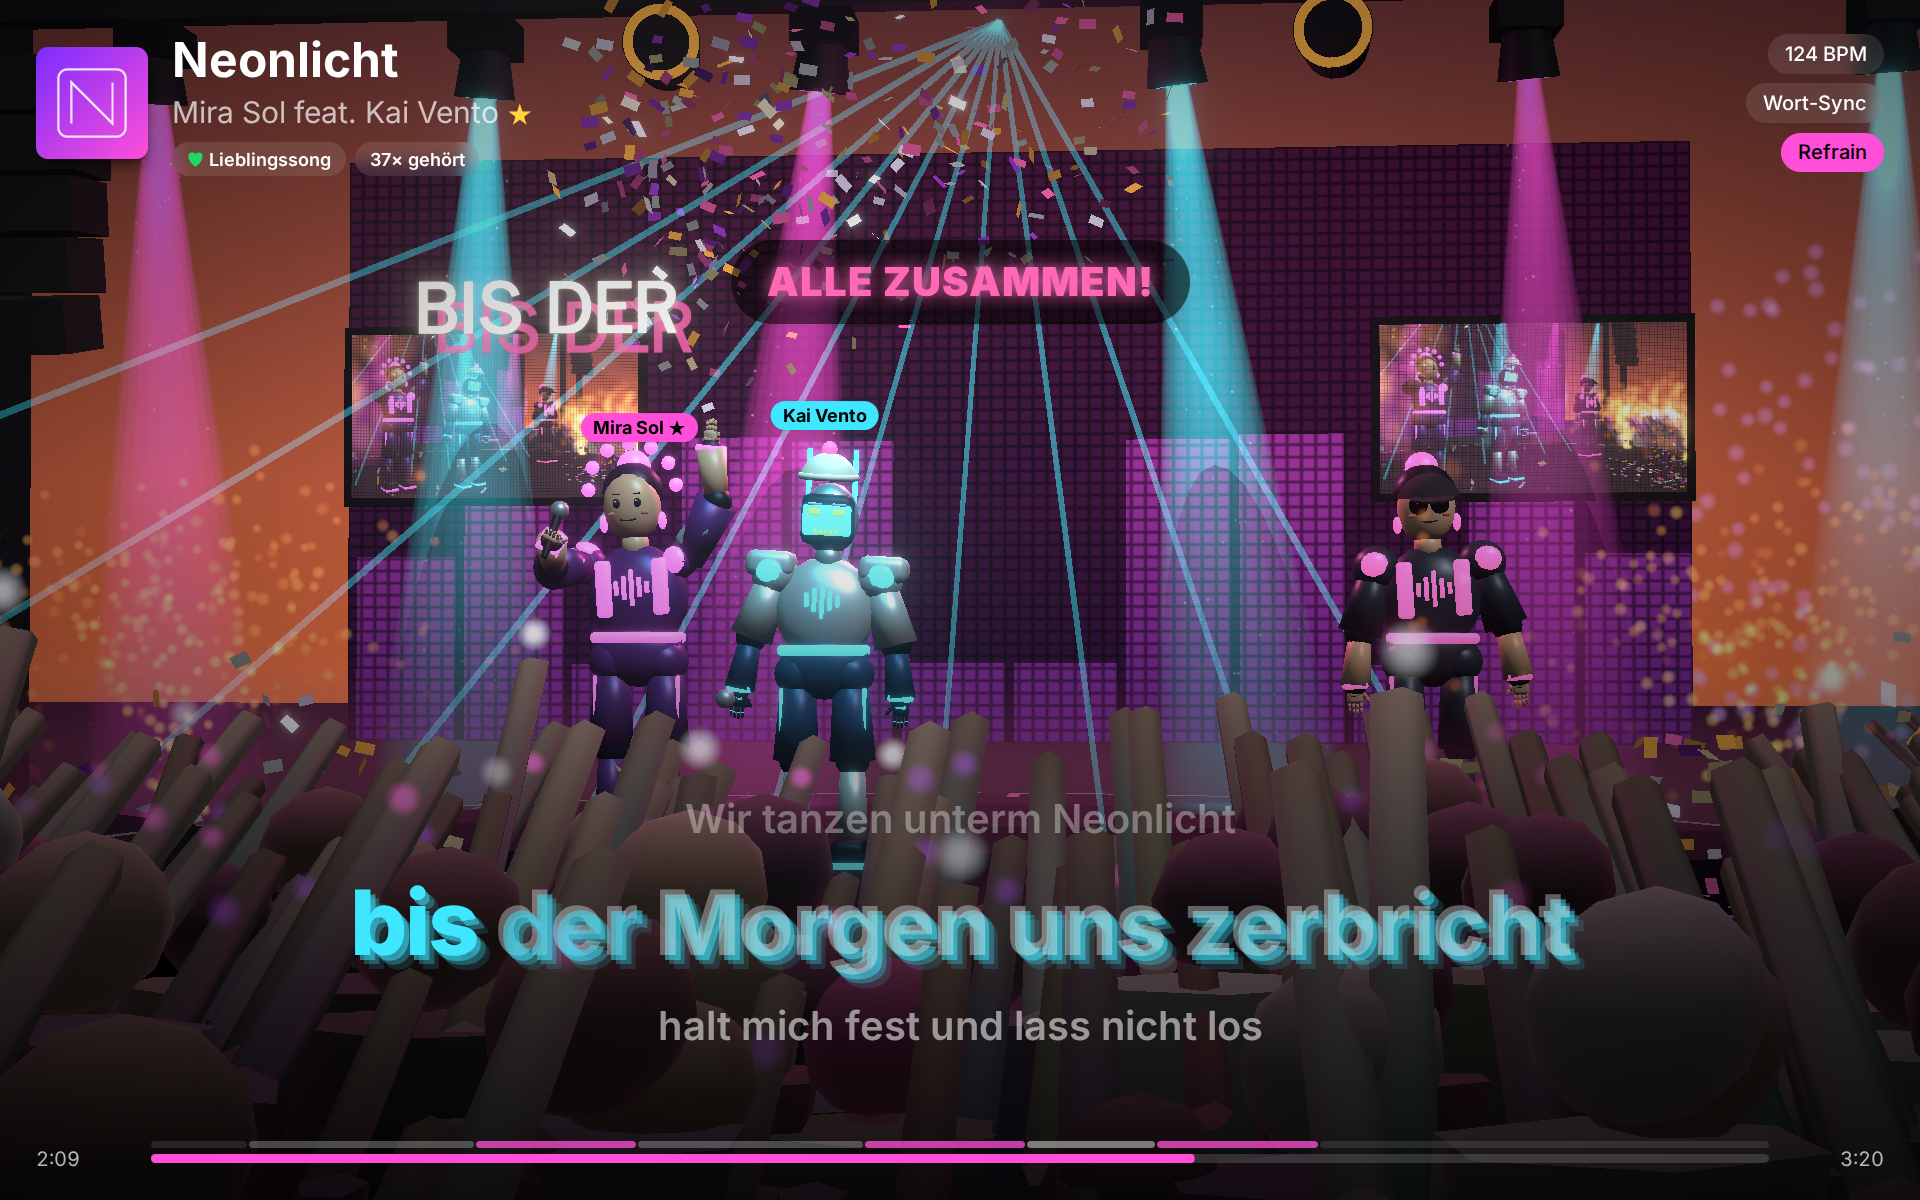 N
Neonlicht
Mira Sol feat. Kai Vento ★
Lieblingssong
37× gehört
124 BPM
Wort-Sync
Refrain
ALLE ZUSAMMEN!
BIS DER
Mira Sol ★
Kai Vento
Wir tanzen unterm Neonlicht
bis der Morgen uns zerbricht
halt mich fest und lass nicht los
2:09
3:20